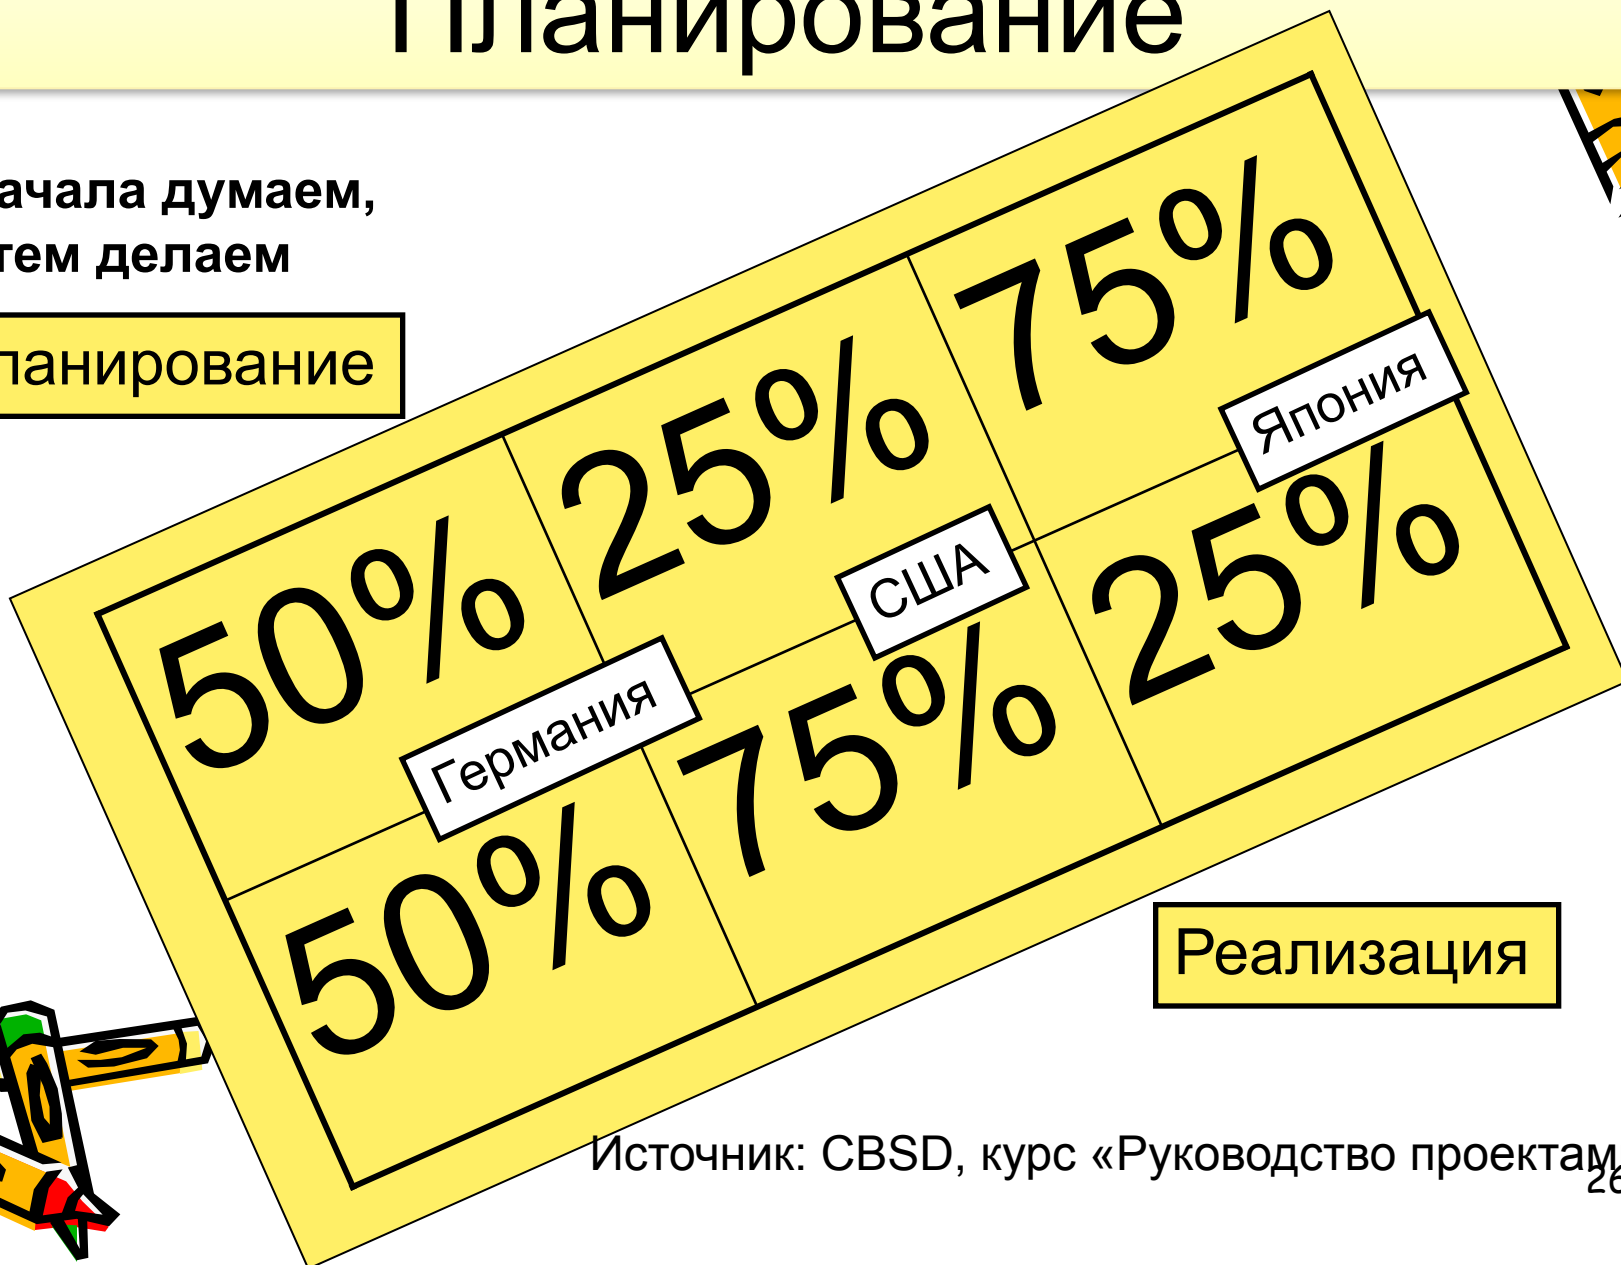 Планирование
ачала думаем,
тем делаем
ланирование
50% 25% 75%
Германия США Япония
50% 75% 25%
Реализация
Источник: CBSD, курс «Руководство проектам
26